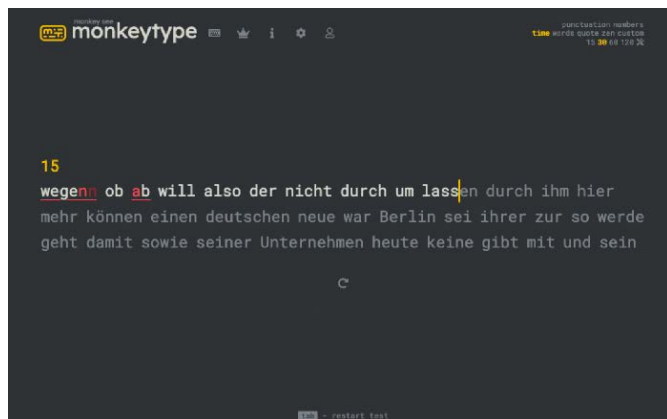 monkey see
monkeytype
punctuation numbers
time words quote zen custom
15 30 60 120
15
wegenn ob ab will also der nicht durch um lassen durch ihm hier
mehr können einen deutschen neue war Berlin sei ihrer zur so werde
geht damit sowie seiner Unternehmen heute keine gibt mit und sein
tab - restart test